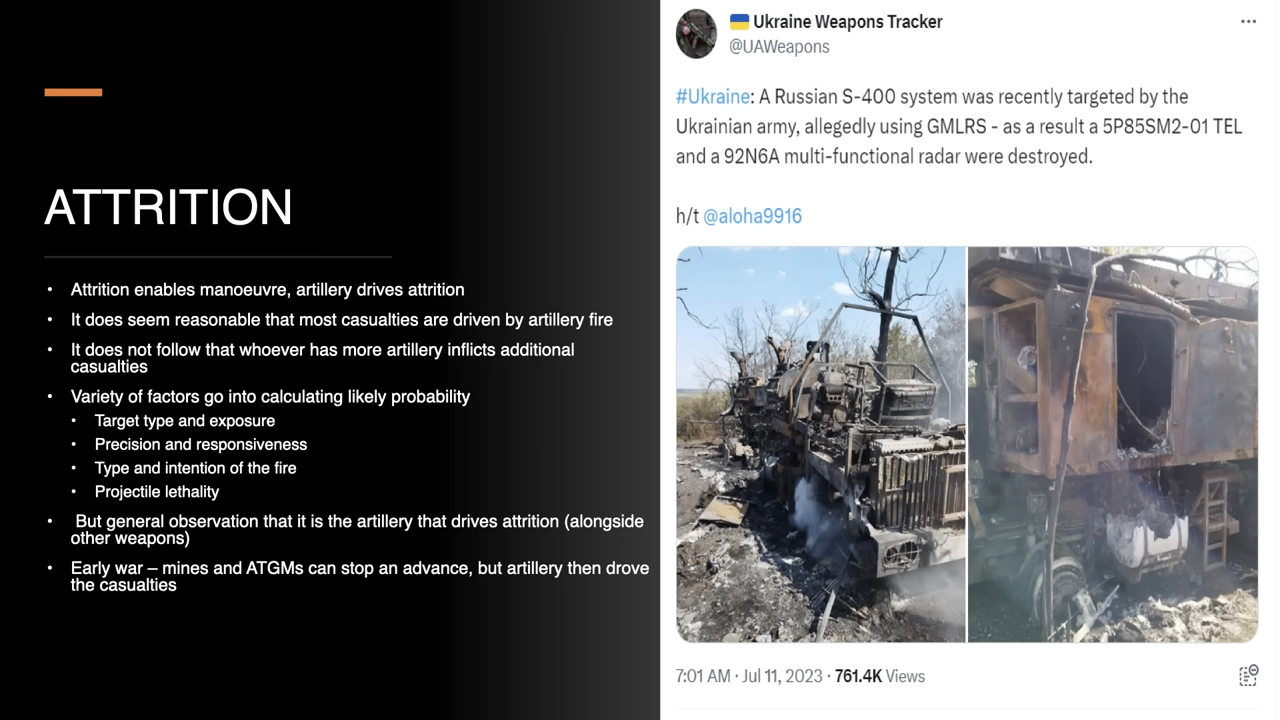 ATTRITION
• Attrition enables manoeuvre, artillery drives attrition
• It does seem reasonable that most casualties are driven by artillery fire
• It does not follow that whoever has more artillery inflicts additional
casualties
• Variety of factors go into calculating likely probability
• Target type and exposure
• Precision and responsiveness
• Type and intention of the fire
• Projectile lethality
• But general observation that it is the artillery that drives attrition (alongside
other weapons)
• Early war – mines and ATGMs can stop an advance, but artillery then drove
the casualties
🇺🇦 Ukraine Weapons Tracker
@UAWeapons
#Ukraine: A Russian S-400 system was recently targeted by the
Ukrainian army, allegedly using GMLRS - as a result a 5P85SM2-01 TEL
and a 92N6A multi-functional radar were destroyed.
h/t @aloha9916
7:01 AM · Jul 11, 2023 · 761.4K Views